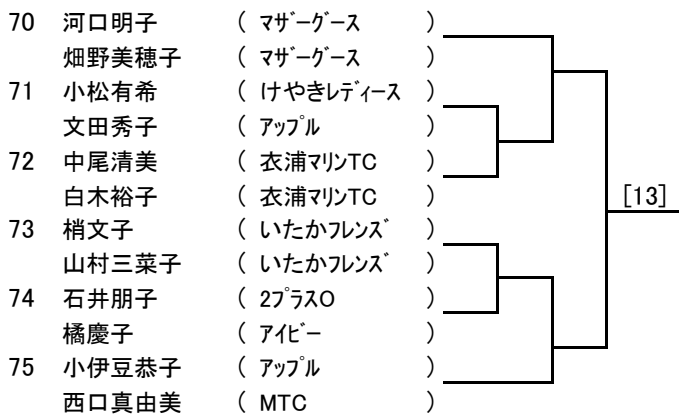 70 河口明子 ( マザーグース )
畑野美穂子 ( マザーグース )
71 小松有希 ( けやきレディース )
文田秀子 ( アップル )
72 中尾清美 ( 衣浦マリンTC )
白木裕子 ( 衣浦マリンTC )
[13]
73 梢文子 ( いたかフレンズ )
山村三菜子 ( いたかフレンズ )
74 石井朋子 ( 2プラスO )
橘慶子 ( アイビー )
75 小伊豆恭子 ( アップル )
西口真由美 ( MTC )